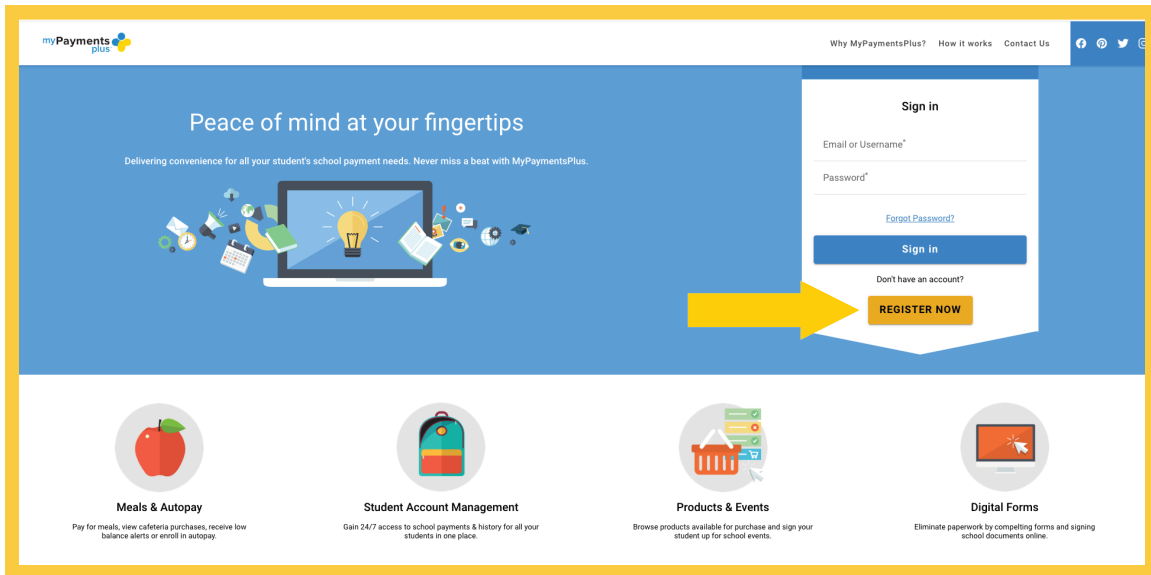 myPayments
plus
Why MyPaymentsPlus? How it works Contact Us
Peace of mind at your fingertips
Delivering convenience for all your student's school payment needs. Never miss a beat with MyPaymentsPlus.
Sign in
Email or Username*
Password*
Forgot Password?
Sign in
Don't have an account?
REGISTER NOW
Meals & Autopay
Pay for meals, view cafeteria purchases, receive low
balance alerts or enroll in autopay.
Student Account Management
Gain 24/7 access to school payments & history for all your
students in one place.
Products & Events
Browse products available for purchase and sign your
student up for school events.
Digital Forms
Eliminate paperwork by compelting forms and signing
school documents online.